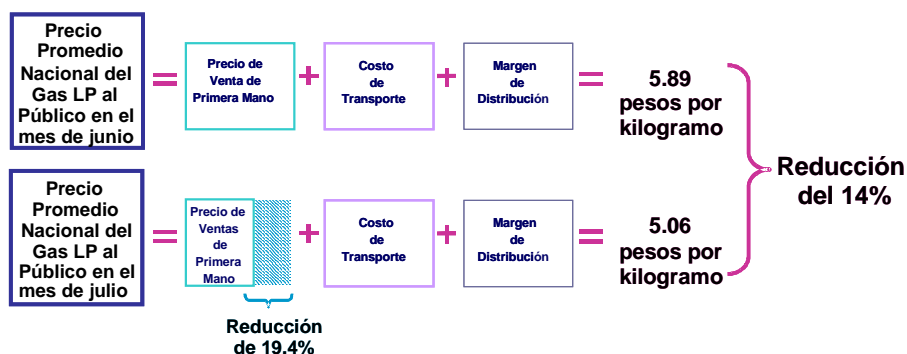 Precio
Promedio
Nacional del
Gas LP al
Público en el
mes de junio
=
Precio de
Venta de
Primera Mano
+
Costo
de
Transporte
+
Margen
de
Distribución
=
5.89
pesos por
kilogramo
Reducción
del 14%
Precio
Promedio
Nacional del
Gas LP al
Público en el
mes de julio
=
Precio de
Ventas
de
Primera
Mano
+
Costo
de
Transporte
+
Margen
de
Distribución
=
5.06
pesos por
kilogramo
Reducción
de 19.4%